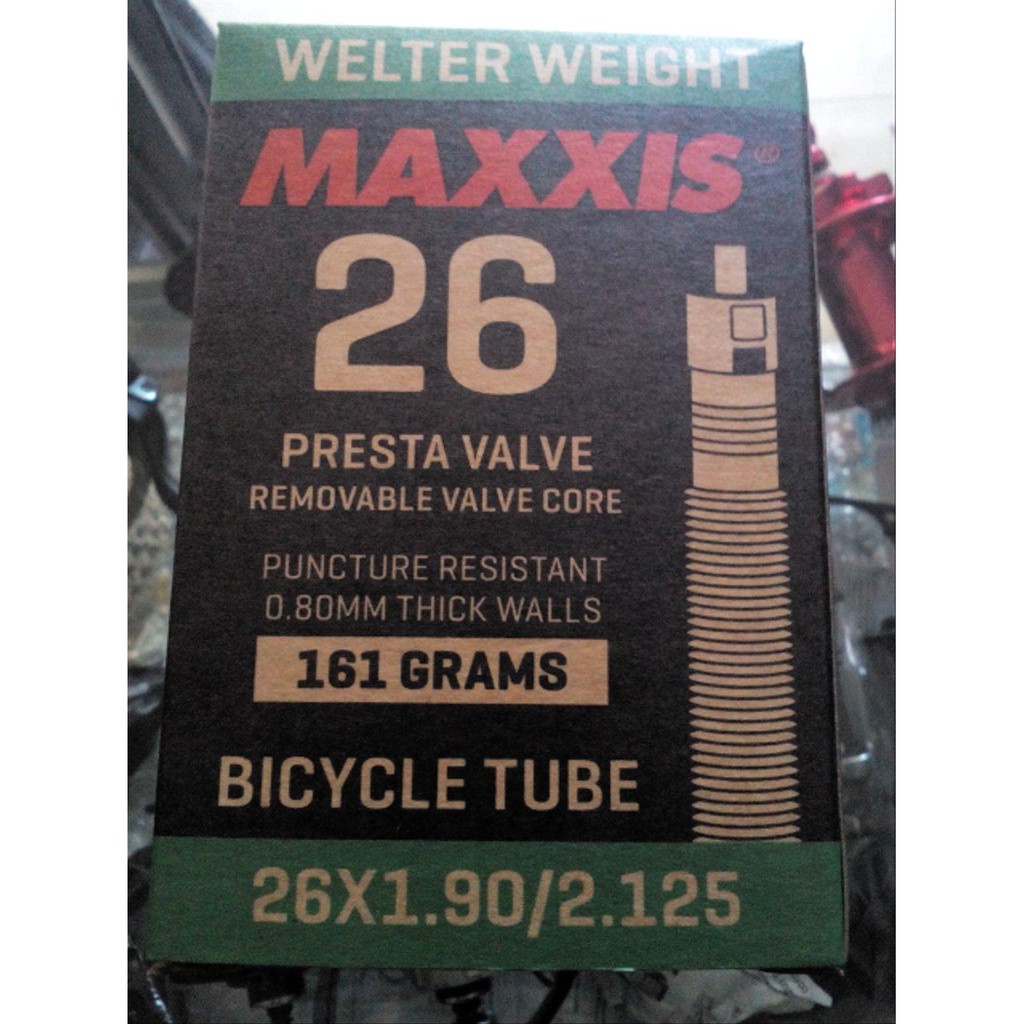 WELTER WEIGHT
MAXXIS®
26
PRESTA VALVE
REMOVABLE VALVE CORE
PUNCTURE RESISTANT
0.80MM THICK WALLS
161 GRAMS
BICYCLE TUBE
26X1.90/2.125